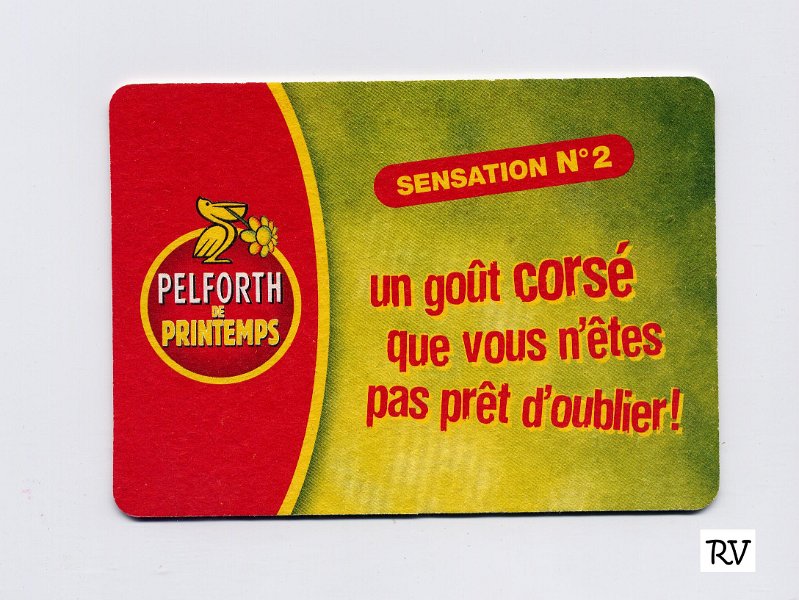 PELFORTH
DE
PRINTEMPS
SENSATION N°2
un goût corsé
que vous n'êtes
pas prêt d'oublier!
RV